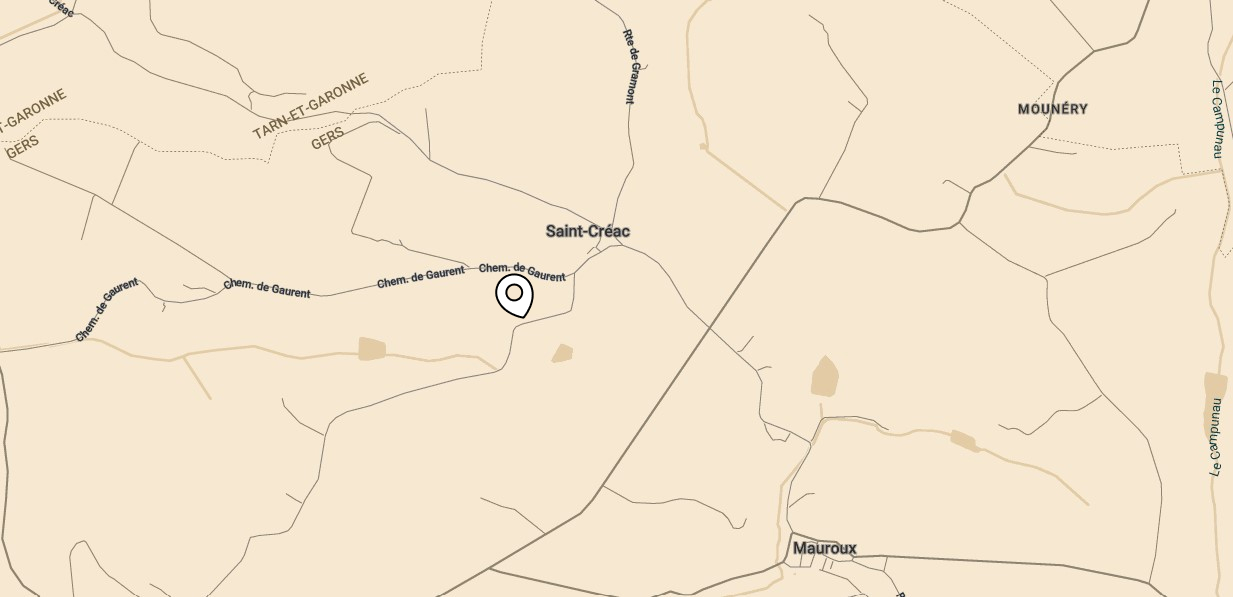 Créac
Rte de Gramont
T-GARONNE
GERS
TARN-ET-GARONNE
GERS
MOUNÉRY
Le Campunau
Saint-Créac
Chem. de Gaurent
Chem. de Gaurent
Chem. de Gaurent
Chem. de Gaurent
Le Campunau
Mauroux